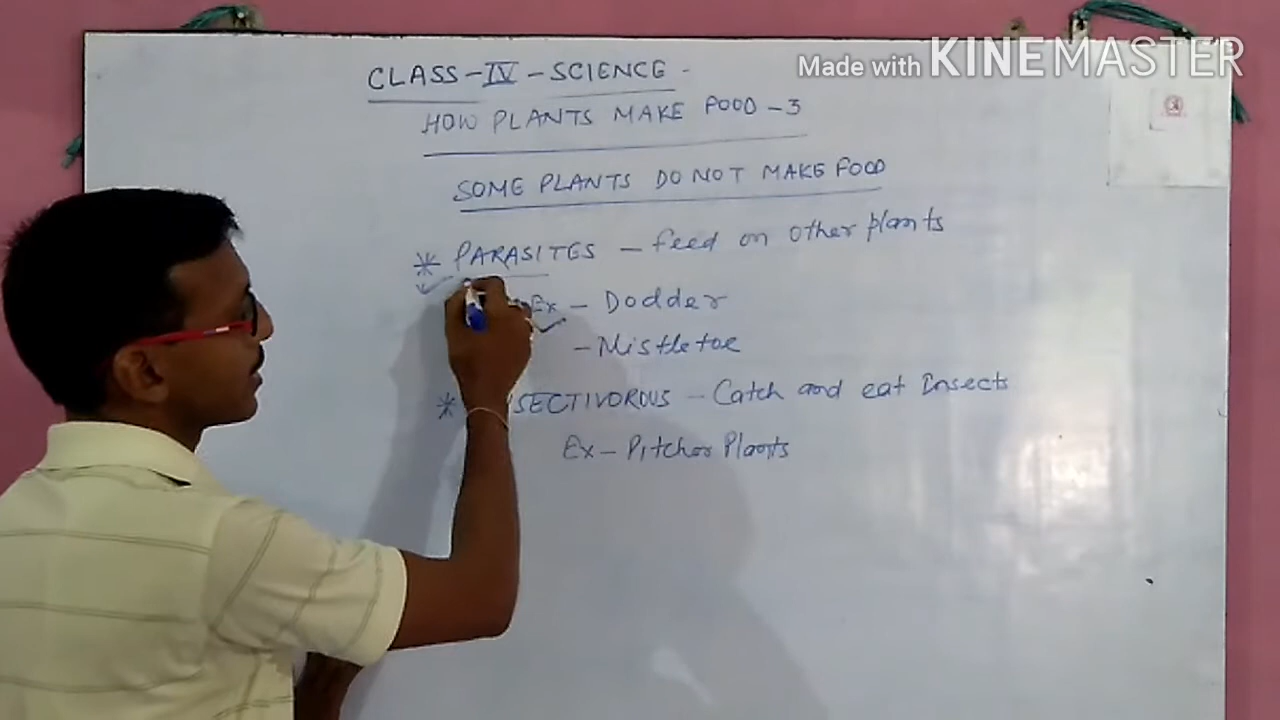 Made with KINEMASTER
CLASS-IV-SCIENCE
HOW PLANTS MAKE FOOD-3
SOME PLANTS DO NOT MAKE FOOD
* PARASITES - feed on other plants
Ex - Dodder
- Mistletoe
* SECTIVOROUS - Catch and eat Insects
Ex - Pitcher Plants